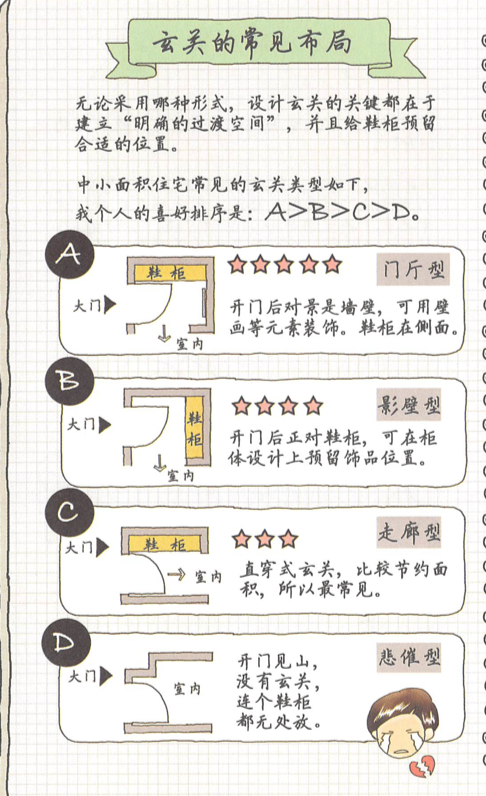 玄关的常见布局
无论采用哪种形式，设计玄关的关键都在于
建立“明确的过渡空间”，并且给鞋柜预留
合适的位置。
中小面积住宅常见的玄关类型如下，
我个人的喜好排序是：A>B>C>D。
A
鞋柜
大门
室内
门厅型
开门后对景是墙壁，可用壁
画等元素装饰。鞋柜在侧面。
B
大门
鞋柜
室内
影壁型
开门后正对鞋柜，可在柜
体设计上预留饰品位置。
C
大门
鞋柜
室内
走廊型
直穿式玄关，比较节约面
积，所以最常见。
D
大门
室内
开门见山，
没有玄关，
连个鞋柜
都无处放。
悲催型